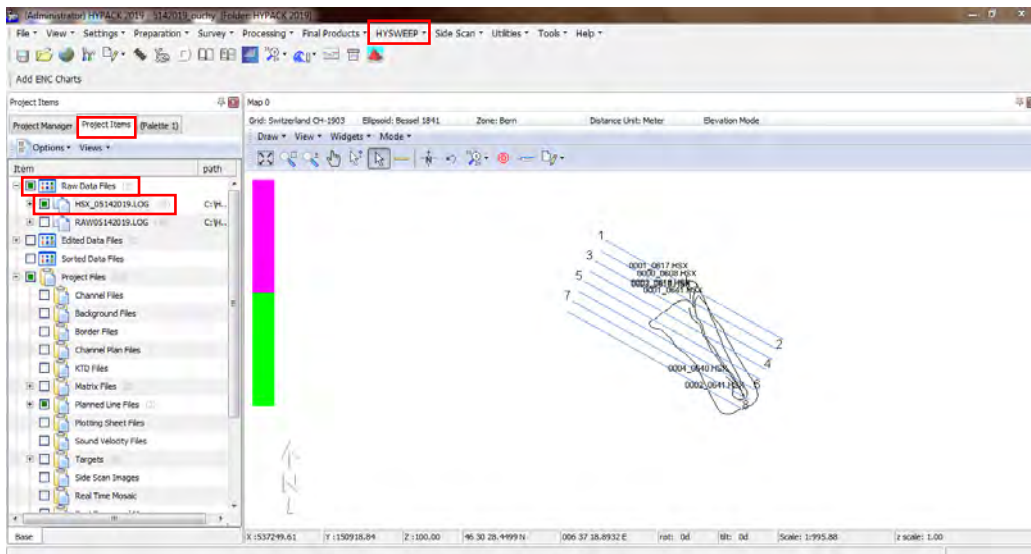 (Administrator) HYPACK 2019 : 5142019_ouchy (Folder: HYPACK 2019)
File View Settings Preparation Survey Processing Final Products HYSWEEP Side Scan Utilities Tools Help
Add ENC Charts
Project Items
Project Manager Project Items (Palette 1)
Options Views
Item path
Raw Data Files
HSX_05142019.LOG C:\H...
RAW05142019.LOG C:\H...
Edited Data Files
Sorted Data Files
Project Files
Channel Files
Background Files
Border Files
Channel Plan Files
KTD Files
Matrix Files
Planned Line Files
Plotting Sheet Files
Sound Velocity Files
Targets
Side Scan Images
Real Time Mosaic
Base
Map 0
Grid: Switzerland CH-1903 Ellipsoid: Bessel 1841 Zone: Bern Distance Unit: Meter Elevation Mode
Draw View Widgets Mode
1
3
0001_0617.HSX
0000_0608.HSX
5
7
2
4
0004_0640.HSX
0002_0641.HSX
6
8
N
X :537249.61 Y :150918.84 Z :100.00 46 30 28.4499 N 006 37 18.8932 E rot: 0d tilt: 0d Scale: 1:995.88 z scale: 1.00